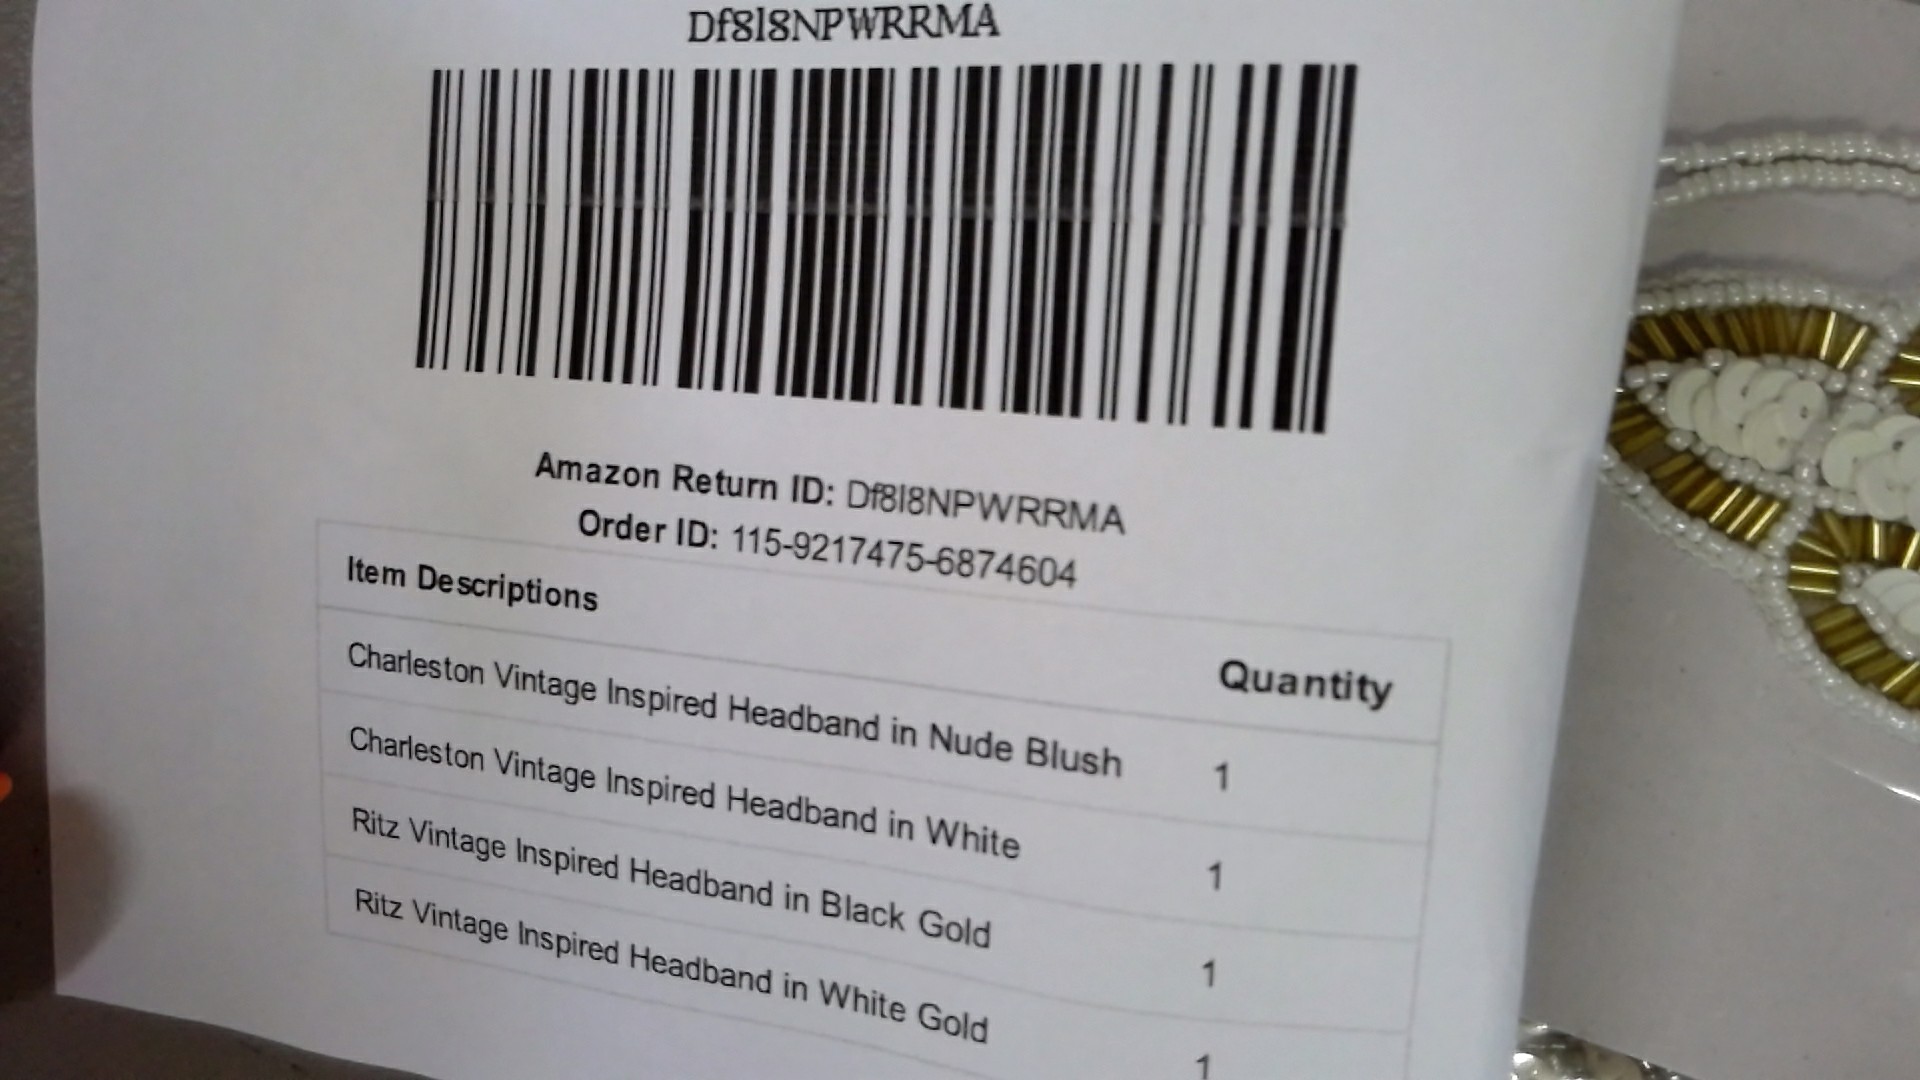 Df8l8NPWRRMA
Amazon Return ID: Df8l8NPWRRMA
Order ID: 115-9217475-6874604
Item Descriptions Quantity
Charleston Vintage Inspired Headband in Nude Blush 1
Charleston Vintage Inspired Headband in White 1
Ritz Vintage Inspired Headband in Black Gold 1
Ritz Vintage Inspired Headband in White Gold 1